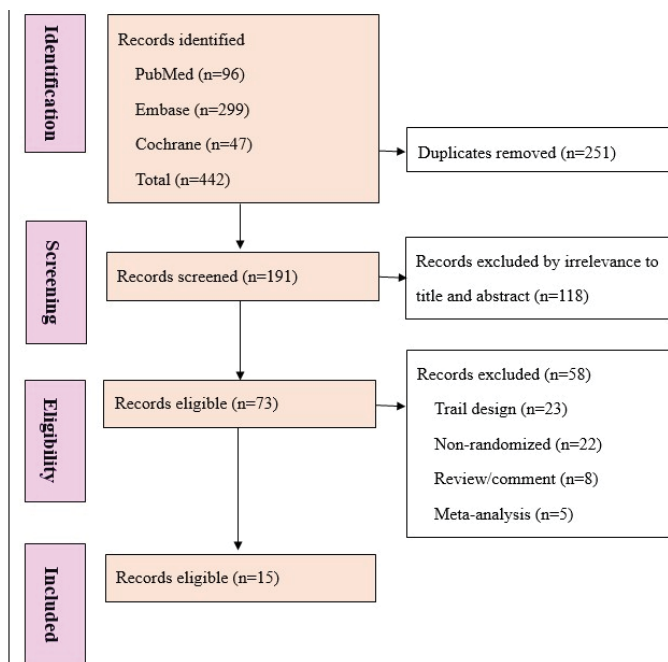 Identification
Records identified
PubMed (n=96)
Embase (n=299)
Cochrane (n=47)
Total (n=442)
Duplicates removed (n=251)
Screening
Records screened (n=191)
Records excluded by irrelevance to
title and abstract (n=118)
Eligibility
Records eligible (n=73)
Records excluded (n=58)
Trail design (n=23)
Non-randomized (n=22)
Review/comment (n=8)
Meta-analysis (n=5)
Included
Records eligible (n=15)